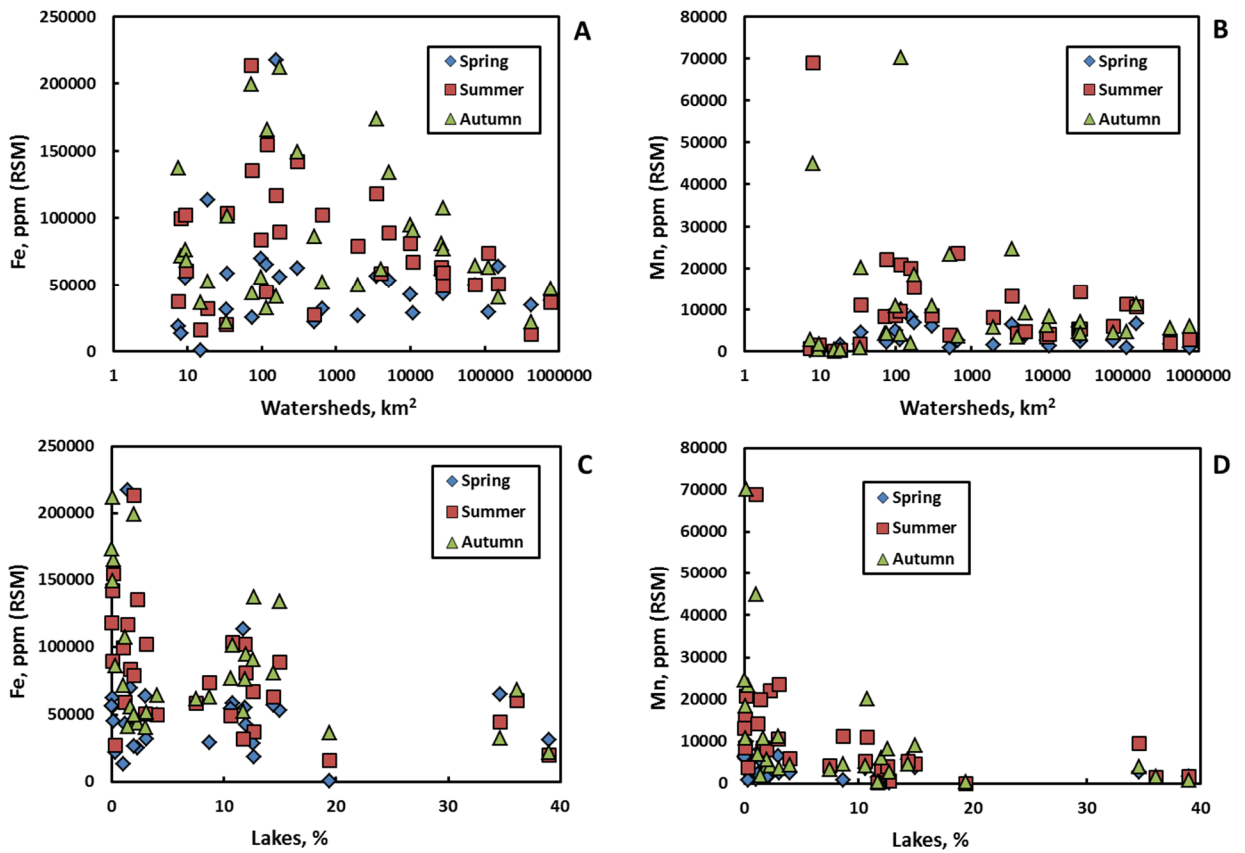 A
250000
200000
150000
100000
50000
0
Fe, ppm (RSM)
Spring
Summer
Autumn
1 10 100 1000 10000 100000 1000000
Watersheds, km²
B
80000
70000
60000
50000
40000
30000
20000
10000
0
Mn, ppm (RSM)
Spring
Summer
Autumn
1 10 100 1000 10000 100000 1000000
Watersheds, km²
C
250000
200000
150000
100000
50000
0
Fe, ppm (RSM)
Spring
Summer
Autumn
0 10 20 30 40
Lakes, %
D
80000
70000
60000
50000
40000
30000
20000
10000
0
Mn, ppm (RSM)
Spring
Summer
Autumn
0 10 20 30 40
Lakes, %